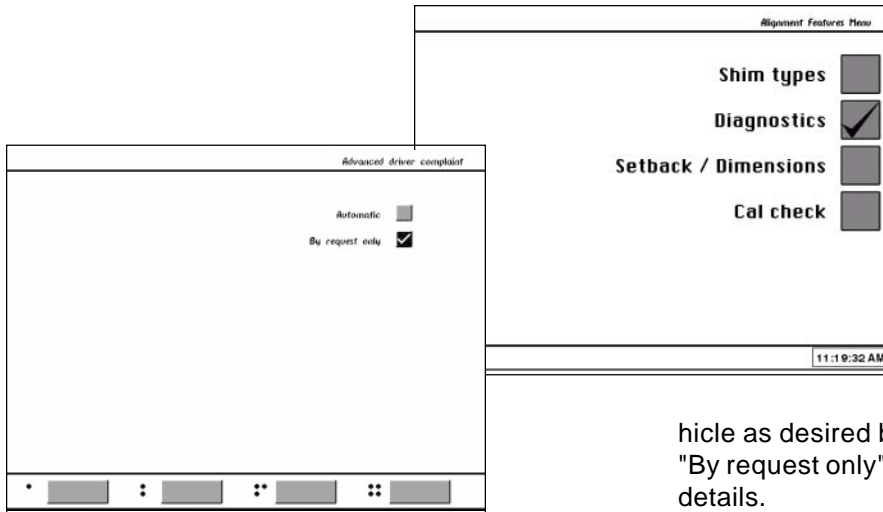 Alignment Features Menu
Shim types
Diagnostics
Setback / Dimensions
Cal check
11:19:32 AM
Advanced driver complaint
Automatic
By request only
hicle as desired b
"By request only"
details.